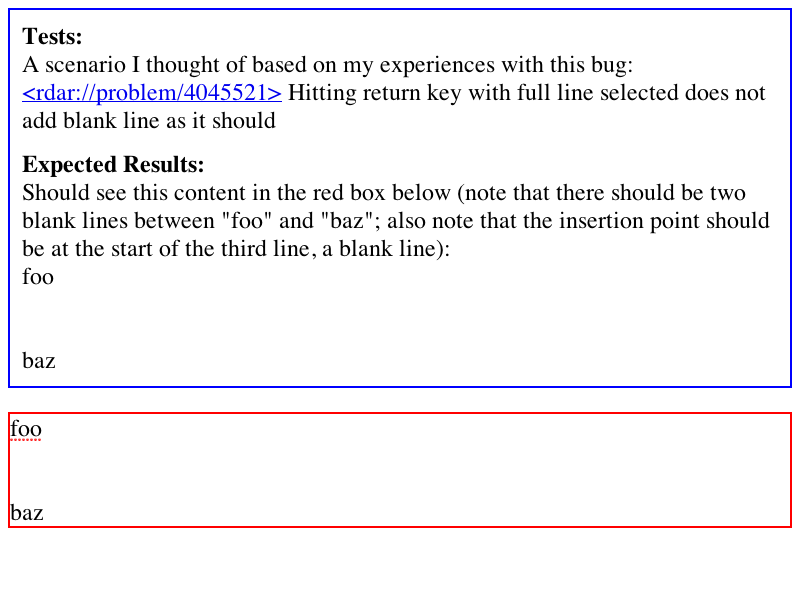 Tests:
A scenario I thought of based on my experiences with this bug:
<rdar://problem/4045521> Hitting return key with full line selected does not
add blank line as it should
Expected Results:
Should see this content in the red box below (note that there should be two
blank lines between "foo" and "baz"; also note that the insertion point should
be at the start of the third line, a blank line):
foo
baz
foo
baz